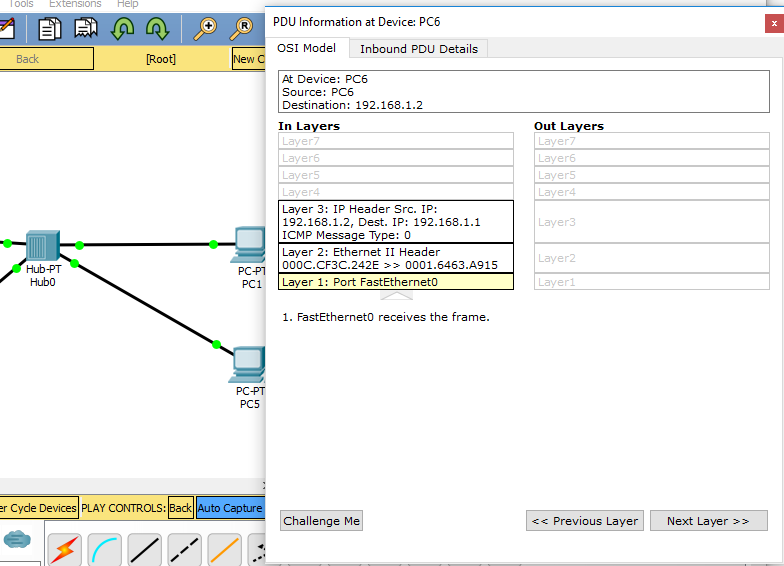 Tools Extensions Help
PDU Information at Device: PC6
x
OSI Model Inbound PDU Details
Back [Root] New C
At Device: PC6
Source: PC6
Destination: 192.168.1.2
In Layers Out Layers
Layer7 Layer7
Layer6 Layer6
Layer5 Layer5
Layer4 Layer4
Layer 3: IP Header Src. IP:
192.168.1.2, Dest. IP: 192.168.1.1
ICMP Message Type: 0
Layer3
Layer 2: Ethernet II Header
000C.CF3C.242E >> 0001.6463.A915
Layer2
Layer 1: Port FastEthernet0
Layer1
1. FastEthernet0 receives the frame.
Hub-PT
Hub0
PC-PT
PC1
PC-PT
PC5
er Cycle Devices PLAY CONTROLS: Back Auto Capture
Challenge Me << Previous Layer Next Layer >>